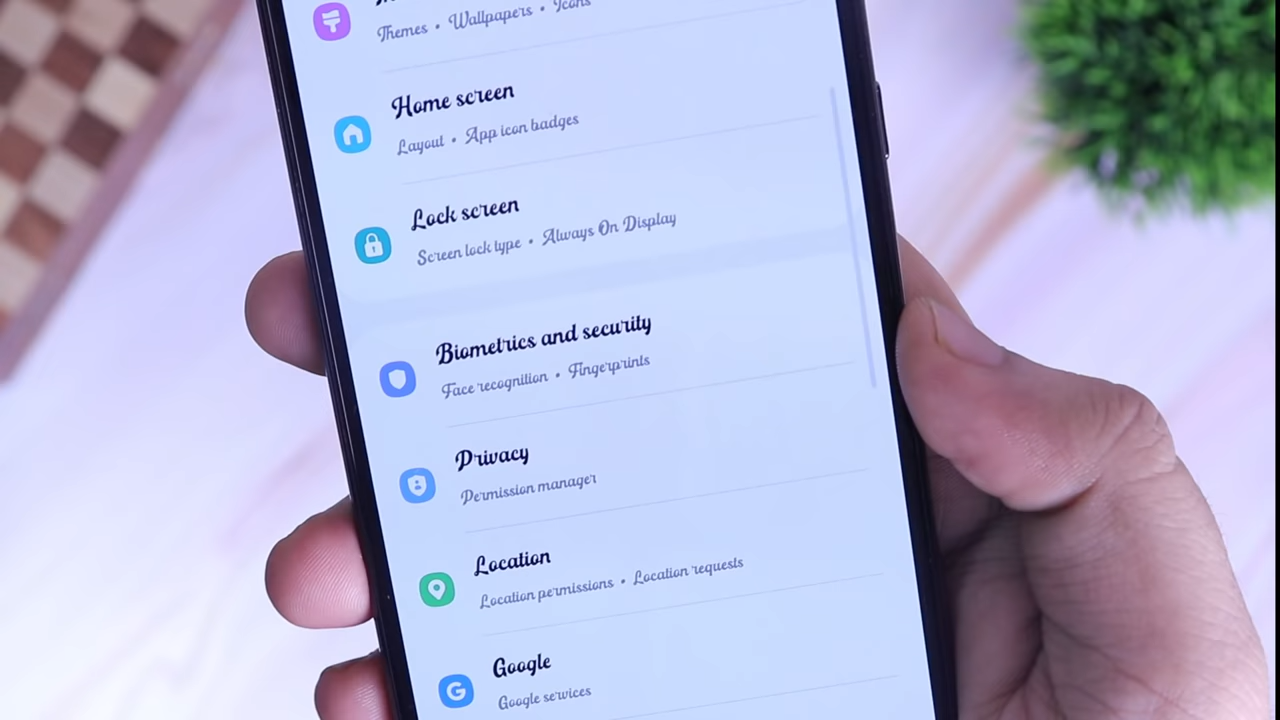 Themes • Wallpapers • Icons
Home screen
Layout • App icon badges
Lock screen
Screen lock type • Always On Display
Biometrics and security
Face recognition • Fingerprints
Privacy
Permission manager
Location
Location permissions • Location requests
Google
Google services